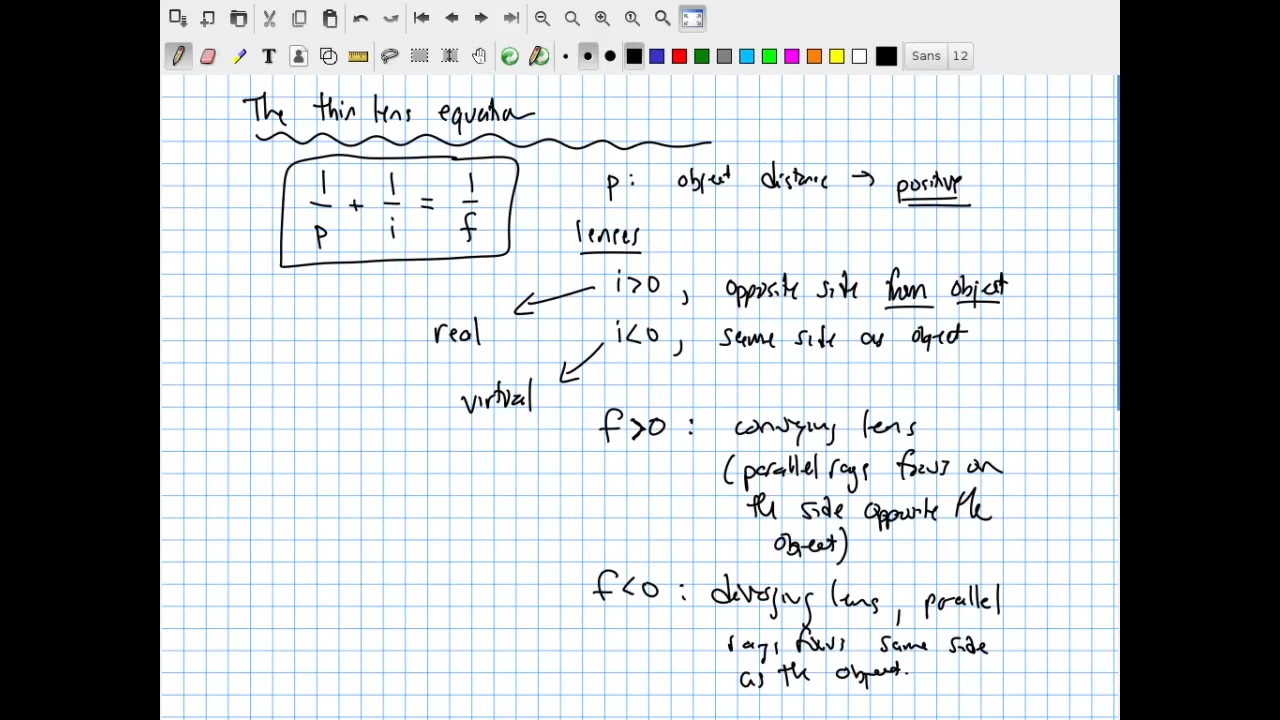 Sans 12
The thin lens equation
1/p + 1/i = 1/f
p: object distance → positive
lenses
i>0, opposite side from object
real
i<0, same side as object
virtual
f>0: converging lens
(parallel rays focus on
the side opposite the
object)
f<0: diverging lens, parallel
rays focus same side
as the object.